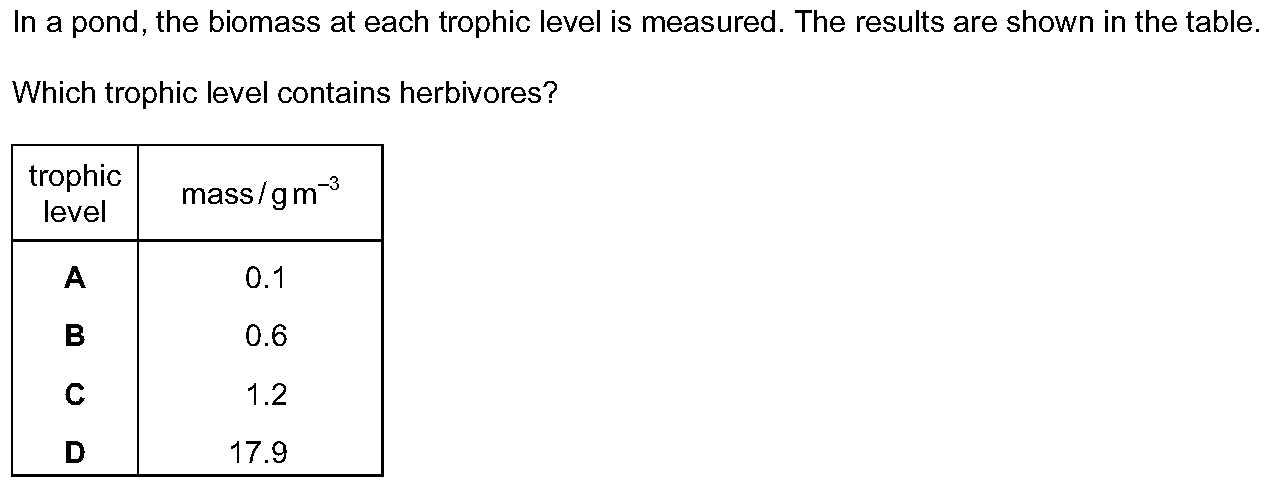 In a pond, the biomass at each trophic level is measured. The results are shown in the table.
Which trophic level contains herbivores?
trophic level mass / g m⁻³
A 0.1
B 0.6
C 1.2
D 17.9